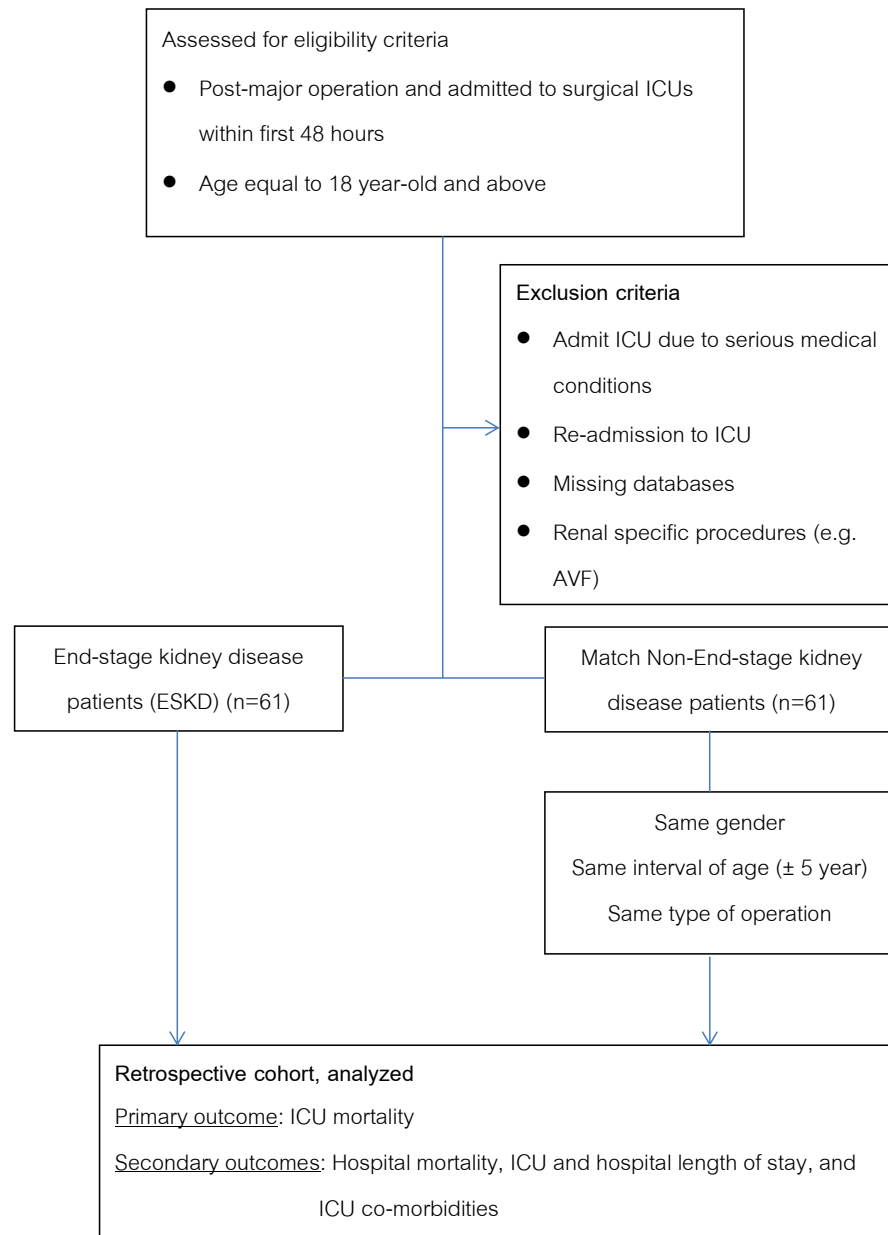 Assessed for eligibility criteria
● Post-major operation and admitted to surgical ICUs
within first 48 hours
● Age equal to 18 year-old and above
Exclusion criteria
● Admit ICU due to serious medical
conditions
● Re-admission to ICU
● Missing databases
● Renal specific procedures (e.g.
AVF)
End-stage kidney disease
patients (ESKD) (n=61)
Match Non-End-stage kidney
disease patients (n=61)
Same gender
Same interval of age (± 5 year)
Same type of operation
Retrospective cohort, analyzed
Primary outcome: ICU mortality
Secondary outcomes: Hospital mortality, ICU and hospital length of stay, and
ICU co-morbidities